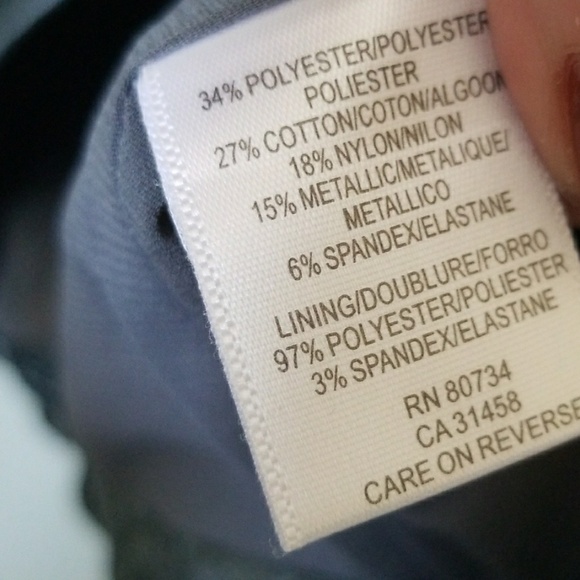 34% POLYESTER/POLYESTER
POLIESTER
27% COTTON/COTON/ALGOON
18% NYLON/NILON
15% METALLIC/METALIQUE/
METALLICO
6% SPANDEX/ELASTANE
LINING/DOUBLURE/FORRO
97% POLYESTER/POLIESTER
3% SPANDEX/ELASTANE
RN 80734
CA 31458
CARE ON REVERSE